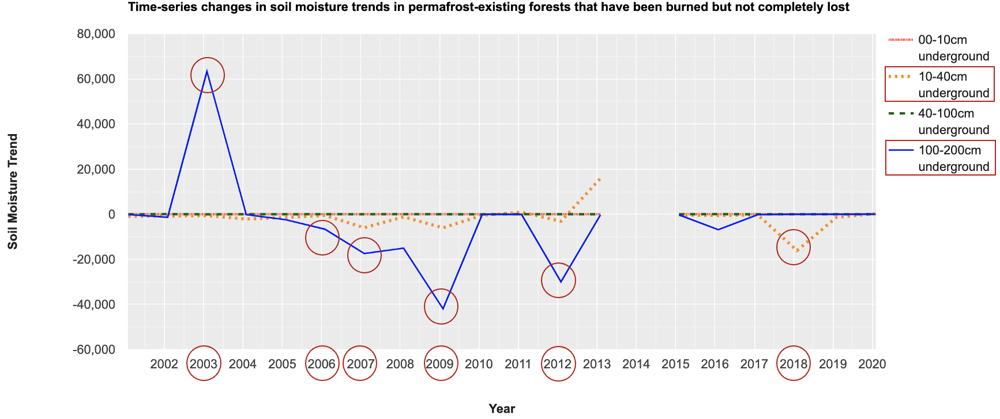 Time-series changes in soil moisture trends in permafrost-existing forests that have been burned but not completely lost
80,000
60,000
40,000
20,000
0
-20,000
-40,000
-60,000
Soil Moisture Trend
2002 2003 2004 2005 2006 2007 2008 2009 2010 2011 2012 2013 2014 2015 2016 2017 2018 2019 2020
Year
00-10cm
underground
10-40cm
underground
40-100cm
underground
100-200cm
underground